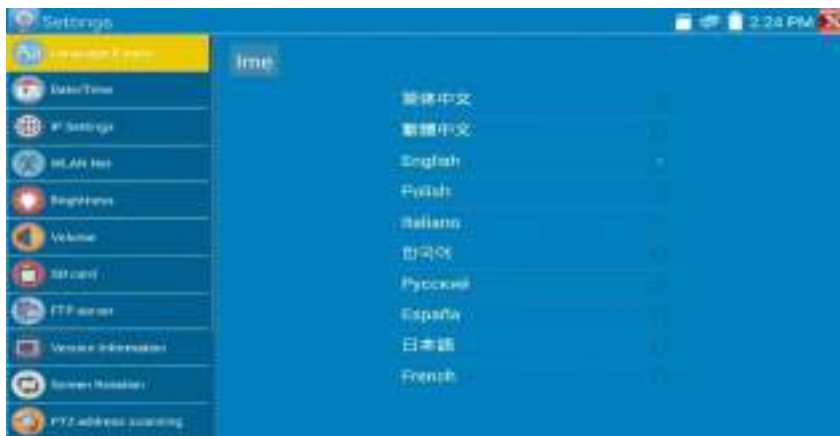 Settings
2:24 PM
Language & Input
Ime
Date/Time
IP Settings
WLAN Net
Brightness
Volume
SD card
FTP server
Version Information
Screen Rotation
PTZ address scanning
简体中文
繁體中文
English
Polish
Italiano
한국어
Русский
España
日本語
French